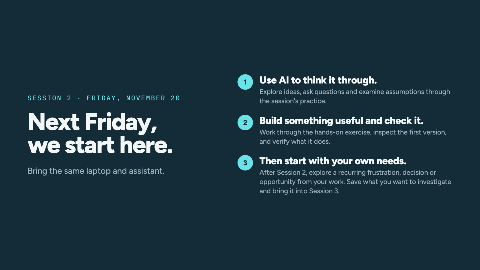 SESSION 2 · FRIDAY, NOVEMBER 20
Next Friday,
we start here.
Bring the same laptop and assistant.
1
Use AI to think it through.
Explore ideas, ask questions and examine assumptions through
the session's practice.
2
Build something useful and check it.
Work through the hands-on exercise, inspect the first version,
and verify what it does.
3
Then start with your own needs.
After Session 2, explore a recurring frustration, decision or
opportunity from your work. Save what you want to investigate
and bring it into Session 3.